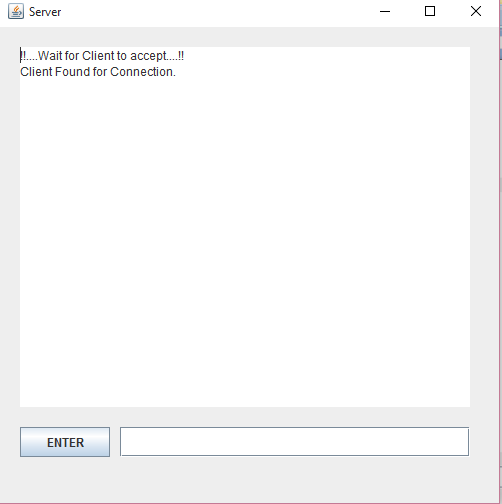 Server
!!....Wait for Client to accept....!!
Client Found for Connection.
ENTER